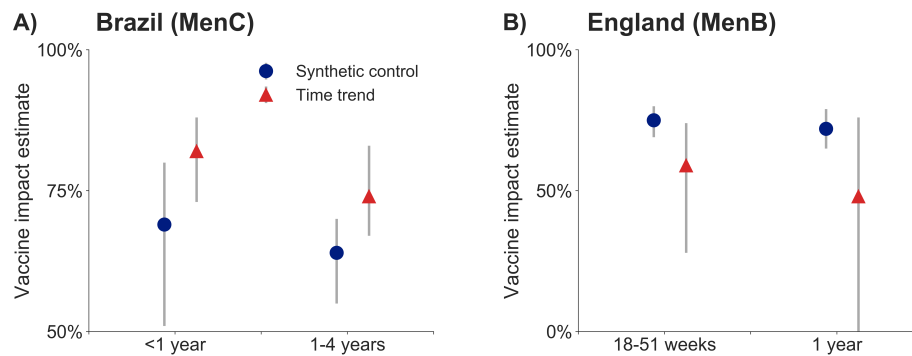 A) Brazil (MenC)
100%
75%
50%
Vaccine impact estimate
Synthetic control
Time trend
<1 year 1-4 years
B) England (MenB)
100%
50%
0%
Vaccine impact estimate
18-51 weeks 1 year